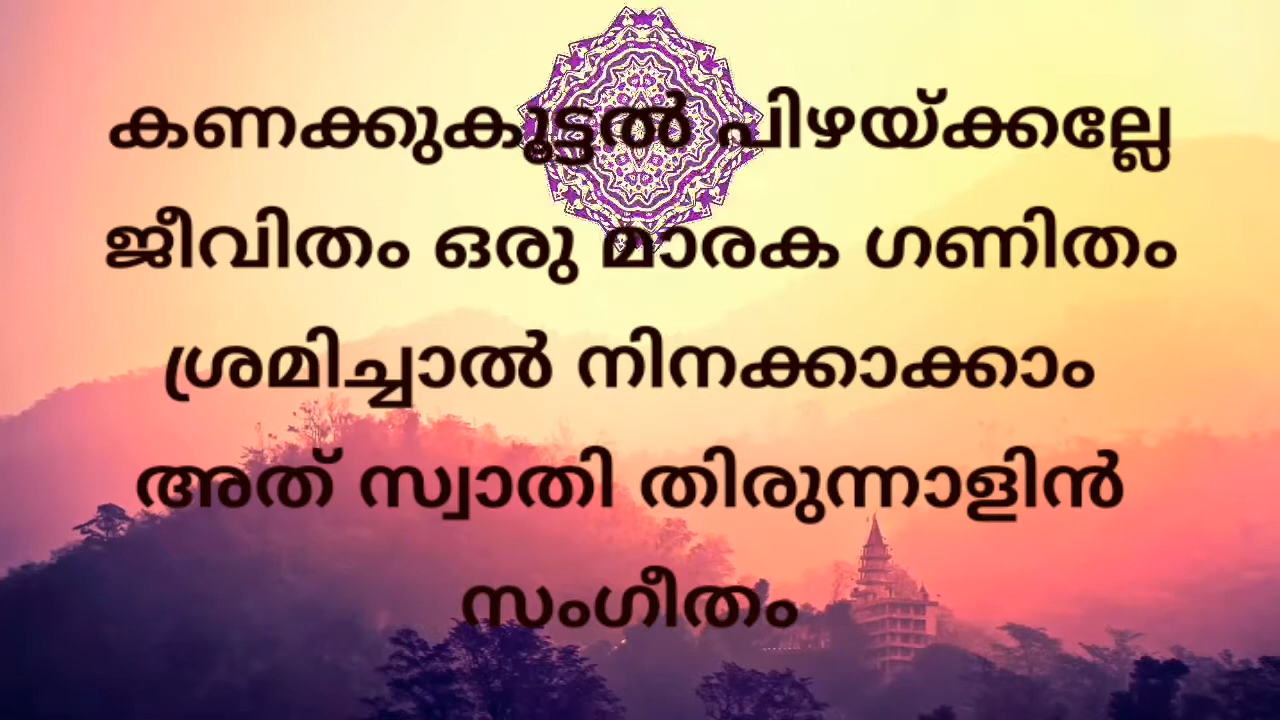 കണക്കുകൂട്ടൽ പിഴയ്ക്കല്ലേ
ജീവിതം ഒരു മാരക ഗണിതം
ശ്രമിച്ചാൽ നിനക്കാക്കാം
അത് സ്വാതി തിരുന്നാളിൻ
സംഗീതം